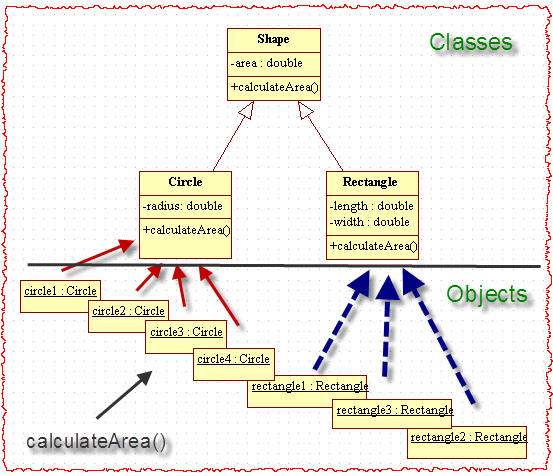 Shape
-area : double
+calculateArea()
Classes
Circle
-radius: double
+calculateArea()
Rectangle
-length : double
-width : double
+calculateArea()
Objects
circle1 : Circle
circle2 : Circle
circle3 : Circle
circle4 : Circle
rectangle1 : Rectangle
rectangle3 : Rectangle
rectangle2 : Rectangle
calculateArea()